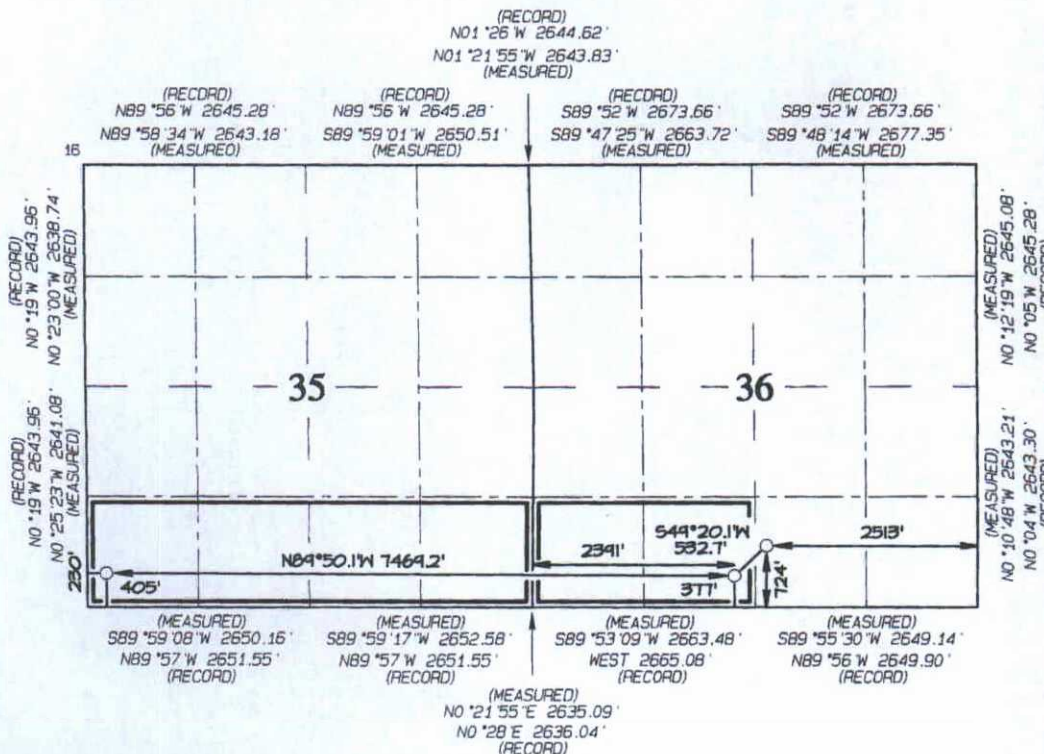 (RECORD)
N01°26'W 2644.62'
N01°21'55"W 2643.83'
(MEASURED)
(RECORD)
N89°56'W 2645.28'
N89°58'34"W 2643.18'
(MEASURED)
(RECORD)
N89°56'W 2645.28'
S89°59'01"W 2650.51'
(MEASURED)
(RECORD)
S89°52'W 2673.66'
S89°47'25"W 2663.72'
(MEASURED)
(RECORD)
S89°52'W 2673.66'
S89°48'14"W 2677.35'
(MEASURED)
16
(RECORD)
N0°19'W 2643.96'
N0°23'00"W 2638.74'
(MEASURED)
(MEASURED)
N0°12'19"W 2645.08'
N0°05'W 2645.28'
(RECORD)
35
36
(RECORD)
N0°19'W 2643.96'
N0°25'23"W 2641.08'
(MEASURED)
(MEASURED)
N0°10'48"W 2643.21'
N0°04'W 2643.30'
(RECORD)
S49°20.1'W
532.7'
2391'
2513'
N89°50.1'W 7469.2'
230'
405'
377'
724'
(MEASURED)
S89°59'08"W 2650.16'
N89°57'W 2651.55'
(RECORD)
(MEASURED)
S89°59'17"W 2652.58'
N89°57'W 2651.55'
(RECORD)
(MEASURED)
S89°53'09"W 2663.48'
WEST 2665.08'
(RECORD)
(MEASURED)
S89°55'30"W 2649.14'
N89°56'W 2649.90'
(RECORD)
(MEASURED)
N0°21'55"E 2635.09'
N0°28'E 2636.04'
(RECORD)